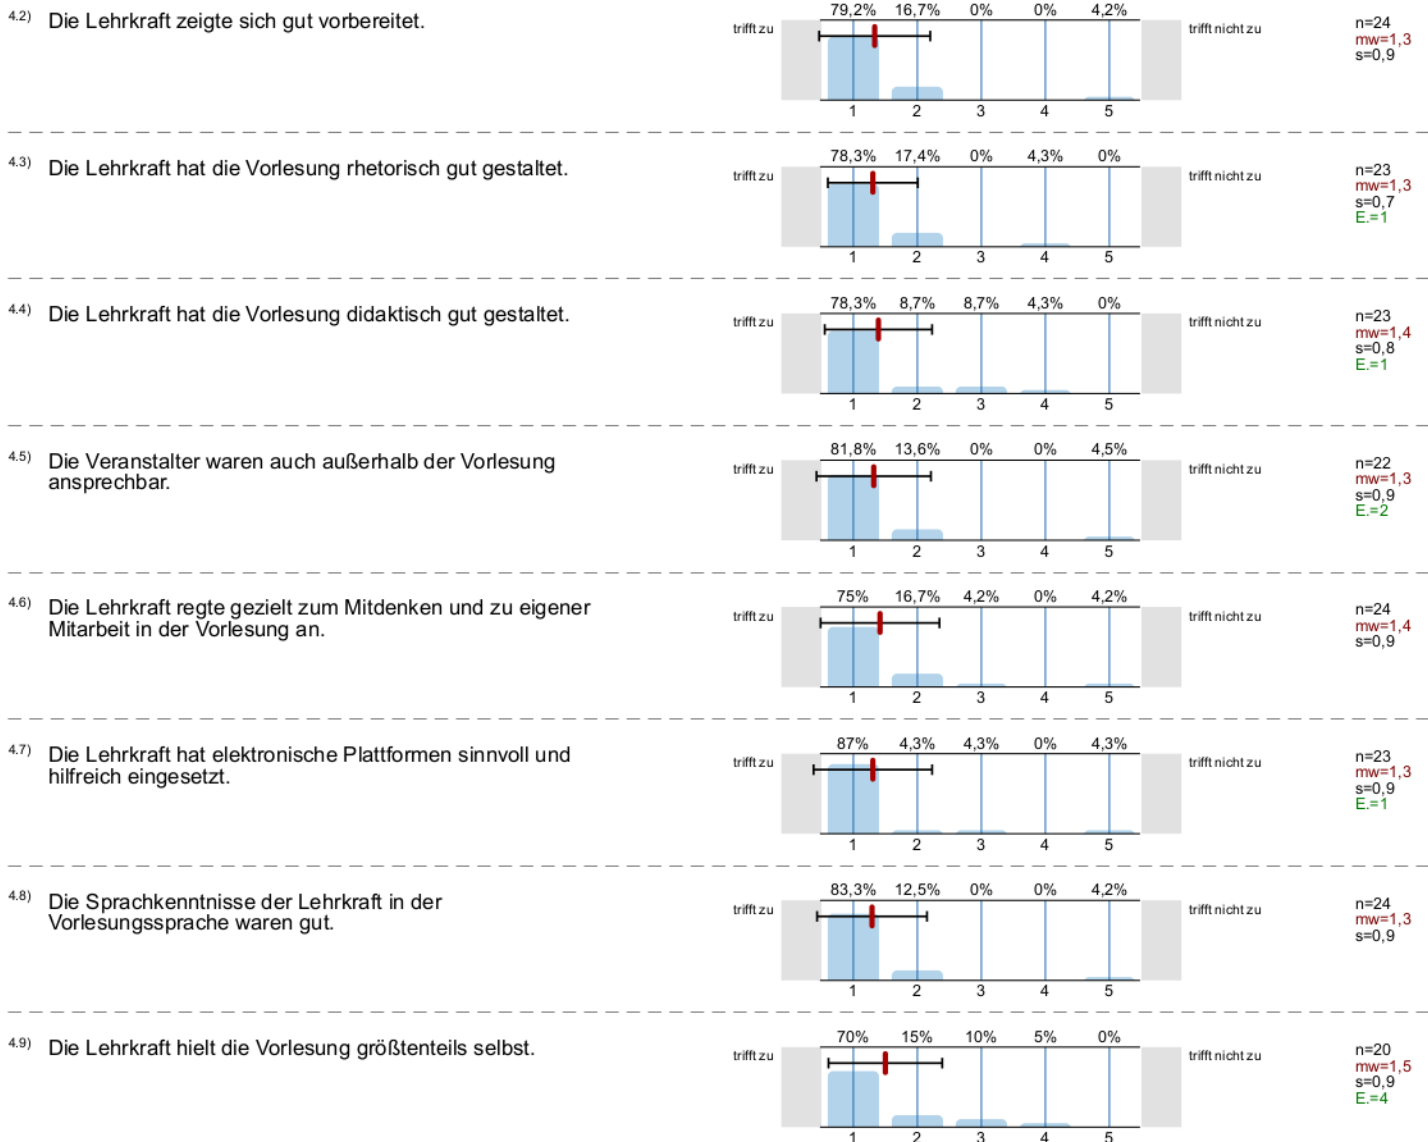 79,2% 16,7% 0% 0% 4,2%
4.2) Die Lehrkraft zeigte sich gut vorbereitet. trifft zu trifft nicht zu n=24
mw=1,3
s=0,9
1 2 3 4 5
78,3% 17,4% 0% 4,3% 0%
4.3) Die Lehrkraft hat die Vorlesung rhetorisch gut gestaltet. trifft zu trifft nicht zu n=23
mw=1,3
s=0,7
E.=1
1 2 3 4 5
78,3% 8,7% 8,7% 4,3% 0%
4.4) Die Lehrkraft hat die Vorlesung didaktisch gut gestaltet. trifft zu trifft nicht zu n=23
mw=1,4
s=0,8
E.=1
1 2 3 4 5
81,8% 13,6% 0% 0% 4,5%
4.5) Die Veranstalter waren auch außerhalb der Vorlesung trifft zu trifft nicht zu n=22
ansprechbar. mw=1,3
s=0,9
E.=2
1 2 3 4 5
75% 16,7% 4,2% 0% 4,2%
4.6) Die Lehrkraft regte gezielt zum Mitdenken und zu eigener trifft zu trifft nicht zu n=24
Mitarbeit in der Vorlesung an. mw=1,4
s=0,9
1 2 3 4 5
87% 4,3% 4,3% 0% 4,3%
4.7) Die Lehrkraft hat elektronische Plattformen sinnvoll und trifft zu trifft nicht zu n=23
hilfreich eingesetzt. mw=1,3
s=0,9
E.=1
1 2 3 4 5
83,3% 12,5% 0% 0% 4,2%
4.8) Die Sprachkenntnisse der Lehrkraft in der trifft zu trifft nicht zu n=24
Vorlesungssprache waren gut. mw=1,3
s=0,9
1 2 3 4 5
70% 15% 10% 5% 0%
4.9) Die Lehrkraft hielt die Vorlesung größtenteils selbst. trifft zu trifft nicht zu n=20
mw=1,5
s=0,9
E.=4
1 2 3 4 5